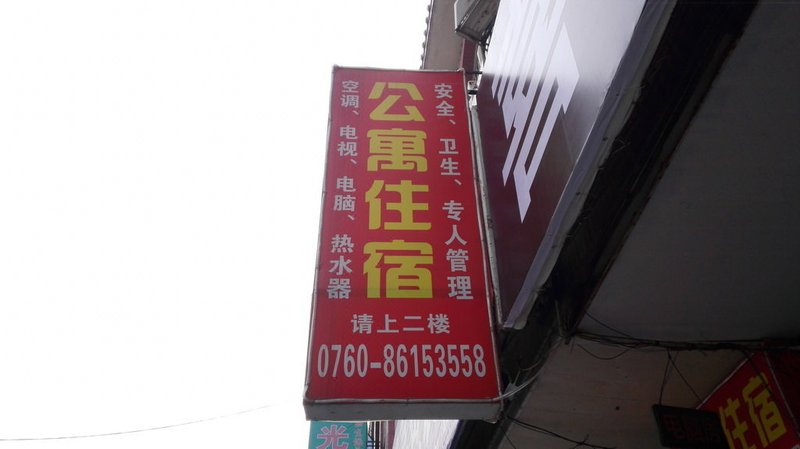 公寓住宿
安全、卫生、专人管理
空调、电视、电脑、热水器
请上二楼
0760-86153558
光
住宿